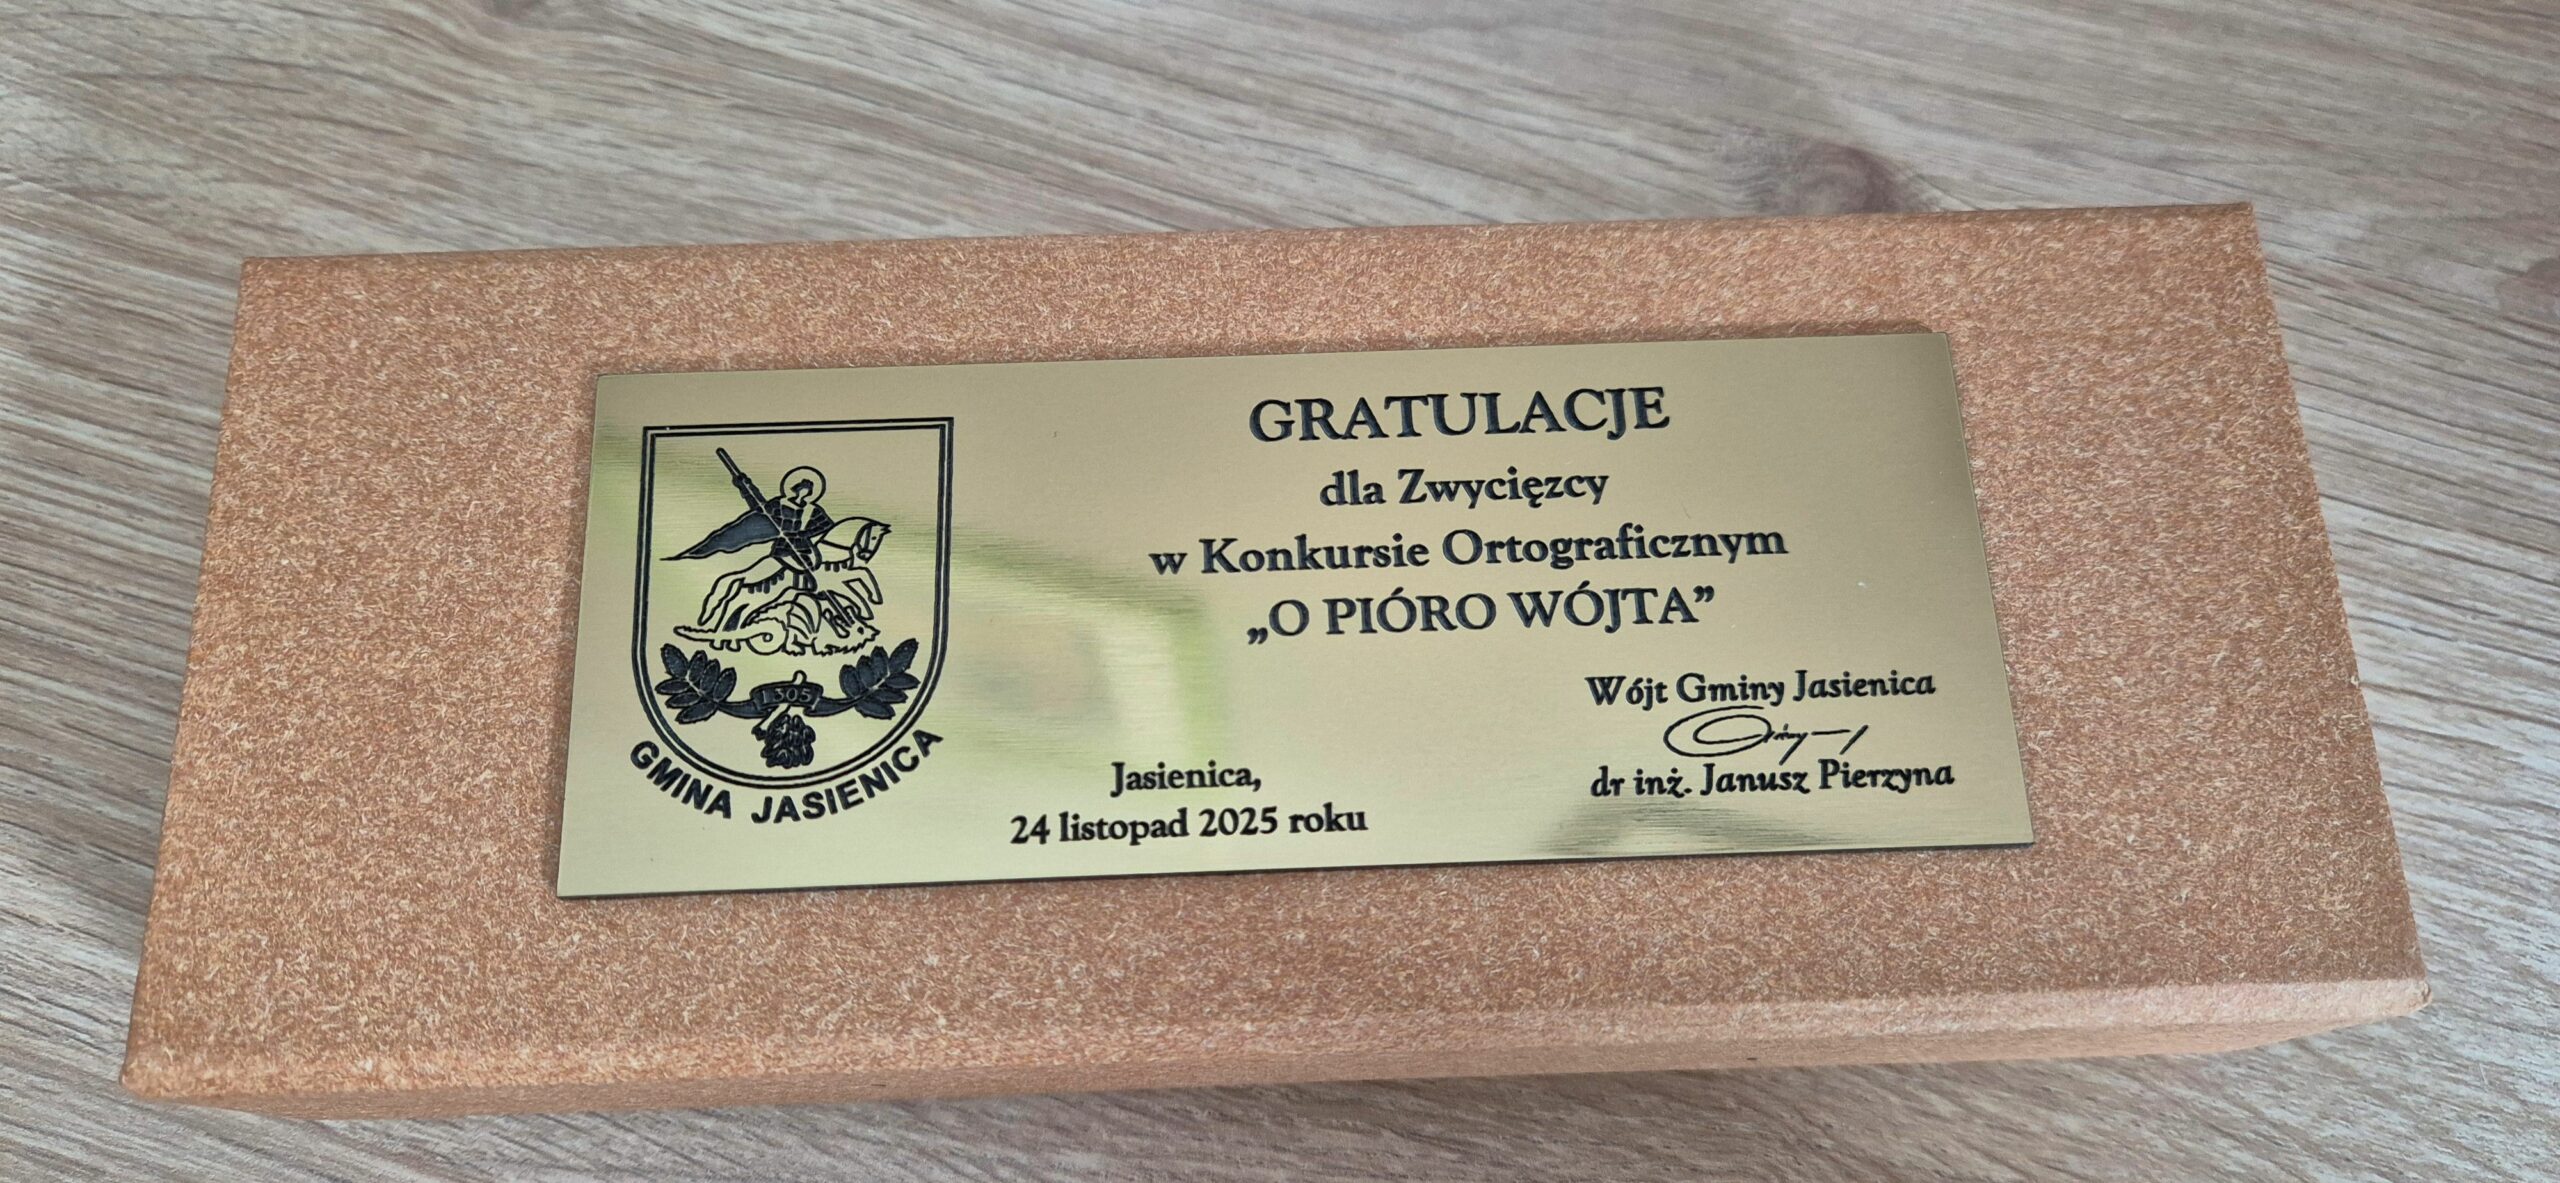 GRATULACJE
dla Zwycięzcy
w Konkursie Ortograficznym
„O PIÓRO WÓJTA”
1305
GMINA JASIENICA
Jasienica,
24 listopad 2025 roku
Wójt Gminy Jasienica
dr inż. Janusz Pierzyna